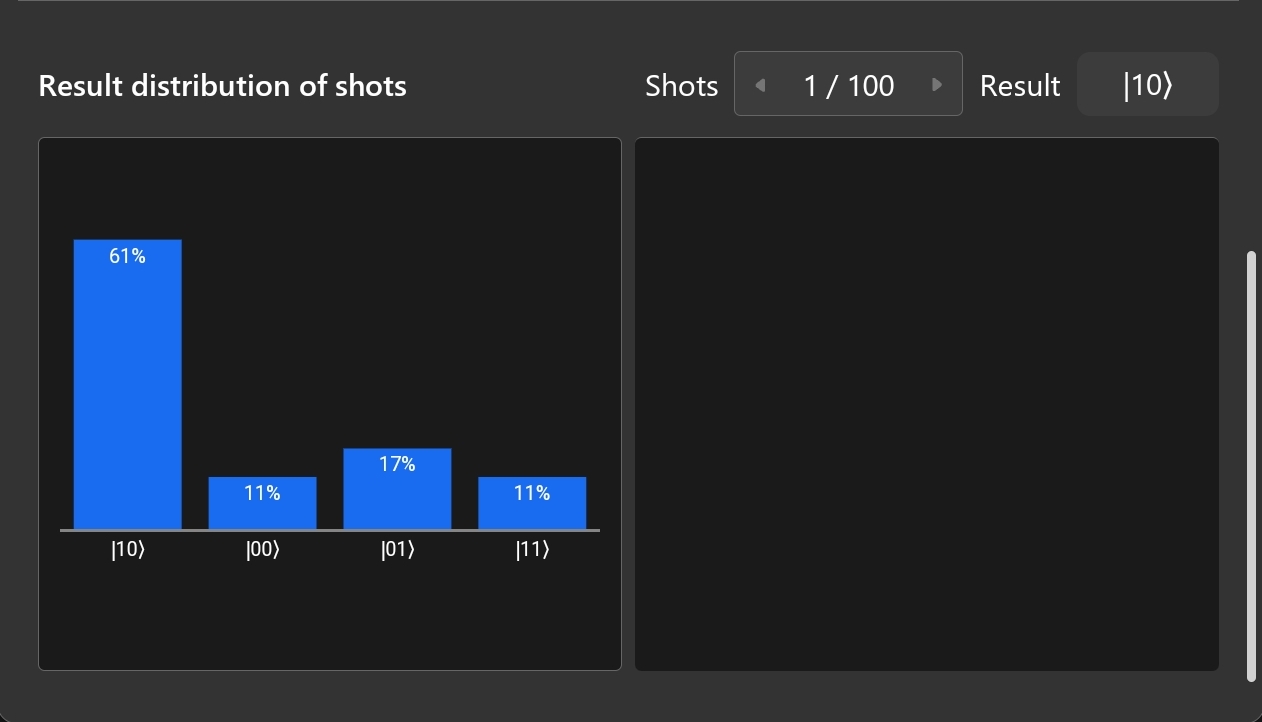 Result distribution of shots
Shots 1 / 100 Result |10⟩
61%
11%
17%
11%
|10⟩ |00⟩ |01⟩ |11⟩